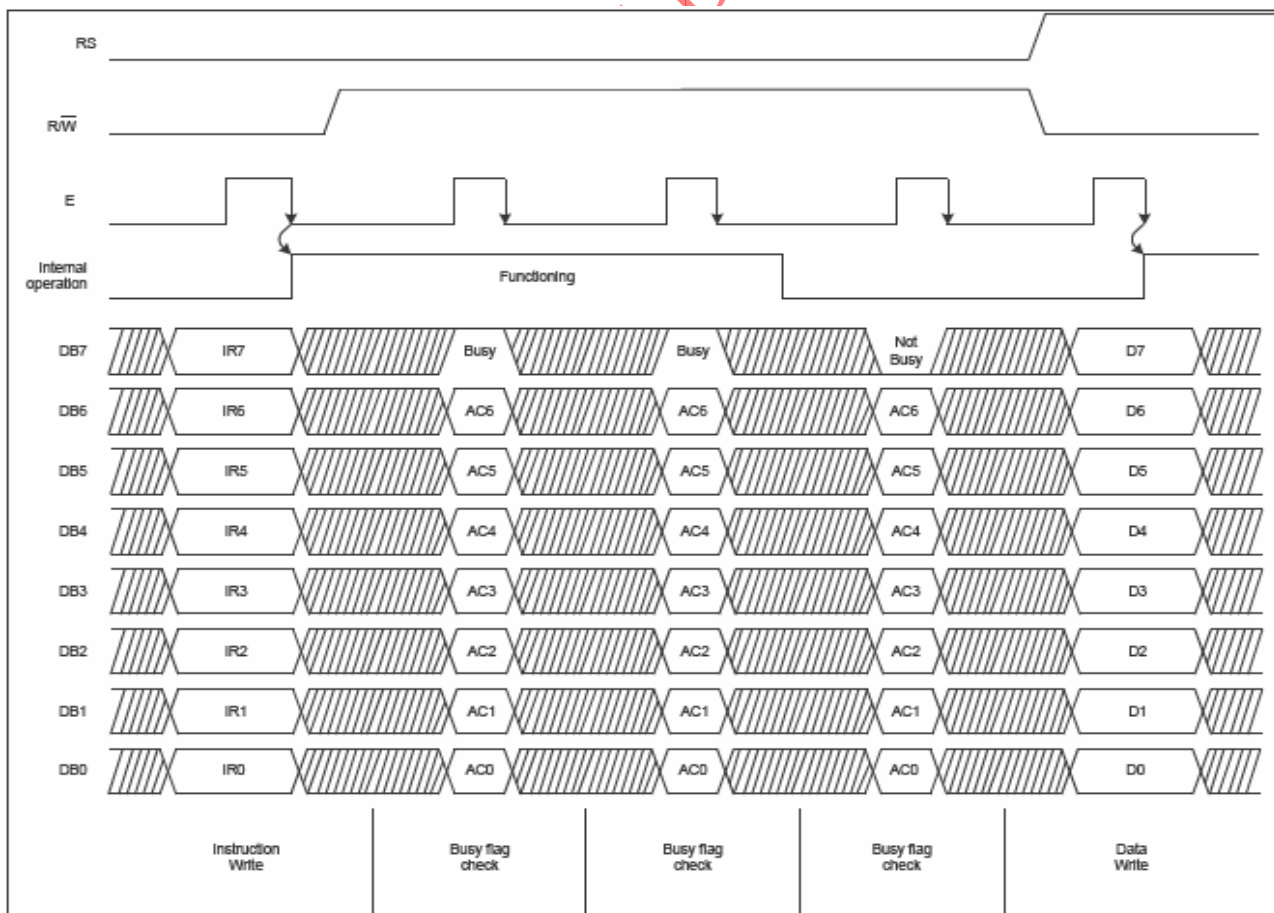 RS
R/W̅
E
Internal
operation
Functioning
DB7 IR7 Busy Busy Not
Busy D7
DB6 IR6 AC6 AC6 AC6 D6
DB5 IR5 AC5 AC5 AC5 D5
DB4 IR4 AC4 AC4 AC4 D4
DB3 IR3 AC3 AC3 AC3 D3
DB2 IR2 AC2 AC2 AC2 D2
DB1 IR1 AC1 AC1 AC1 D1
DB0 IR0 AC0 AC0 AC0 D0
Instruction
Write
Busy flag
check
Busy flag
check
Busy flag
check
Data
Write